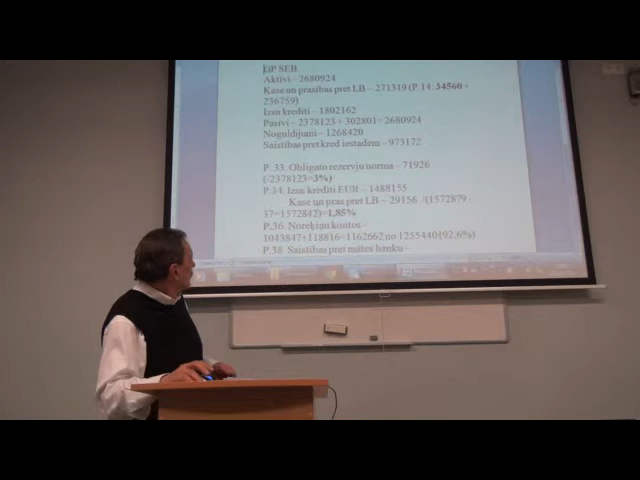 GP SEB
Aktīvi – 2680924
Kase un prasības pret LB – 271319 (P.14: 34560 +
236759)
Izsn kredīti – 1802162
Pasīvi – 2378123 + 302801= 2680924
Noguldījumi – 1268420
Saistības pret kred iestādēm – 973172
P. 33. Obligāto rezervju norma – 71926
(/2378123=3%)
P.34. Izsn kredīti EUR – 1488155
Kase un pras pret LB – 29156 /(1572879 -
37=1572842)=1,85%
P.36. Norēķinu kontos –
1043847+118816=1162662 no 1255440(92,6%)
P.38. Saistības pret mātes banku –